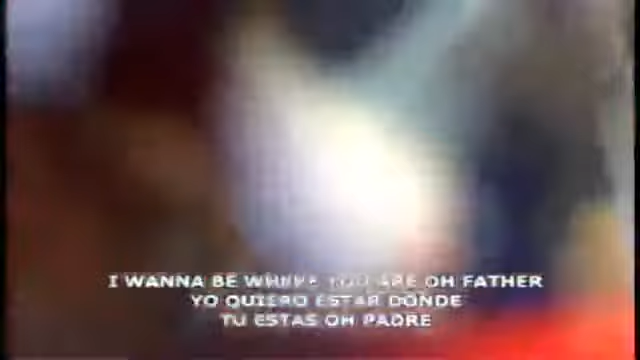 I WANNA BE WHERE YOU ARE OH FATHER
YO QUIERO ESTAR DONDE
TU ESTAS OH PADRE